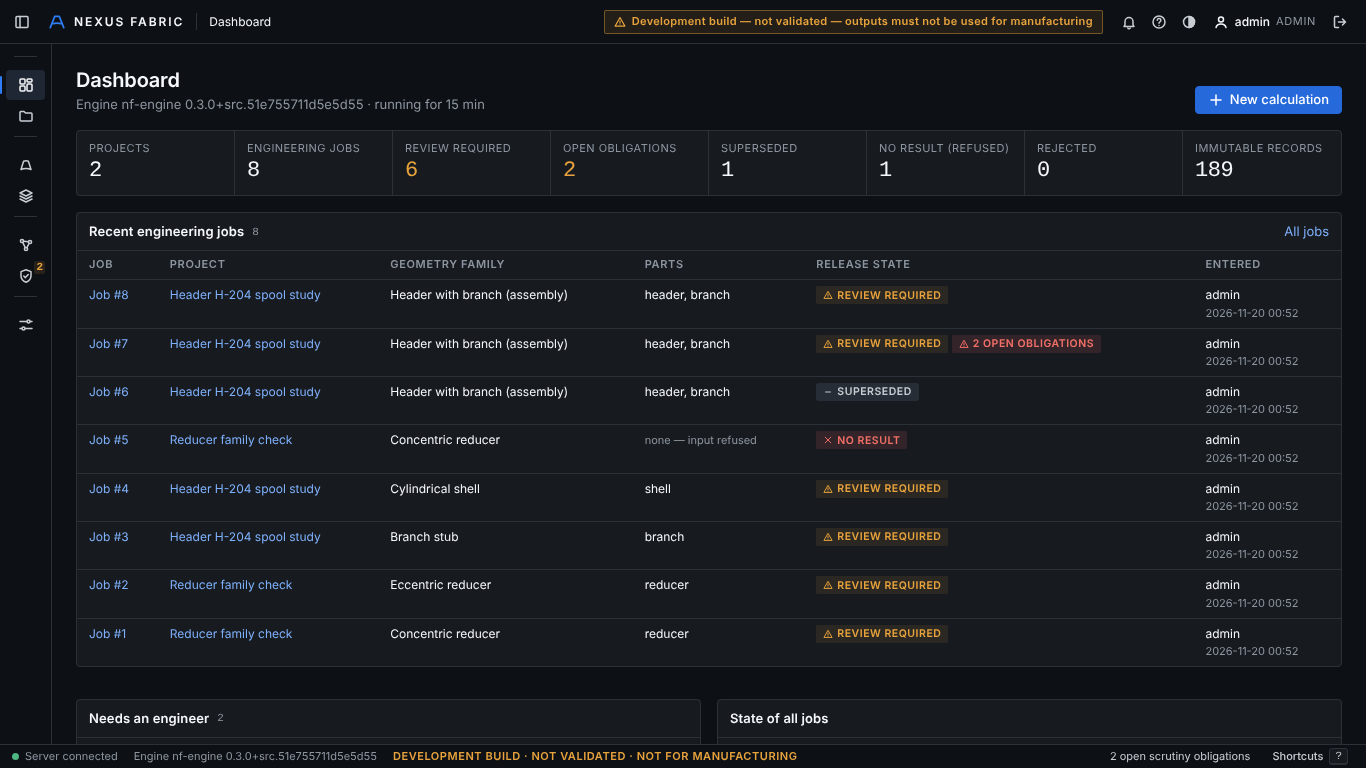 NEXUS FABRIC Dashboard Development build — not validated — outputs must not be used for manufacturing admin ADMIN
Dashboard
Engine nf-engine 0.3.0+src.51e755711d5e5d55 · running for 15 min
New calculation
PROJECTS ENGINEERING JOBS REVIEW REQUIRED OPEN OBLIGATIONS SUPERSEDED NO RESULT (REFUSED) REJECTED IMMUTABLE RECORDS
2 8 6 2 1 1 0 189
2
Recent engineering jobs 8 All jobs
JOB PROJECT GEOMETRY FAMILY PARTS RELEASE STATE ENTERED
Job #8 Header H-204 spool study Header with branch (assembly) header, branch REVIEW REQUIRED admin
2026-11-20 00:52
Job #7 Header H-204 spool study Header with branch (assembly) header, branch REVIEW REQUIRED 2 OPEN OBLIGATIONS admin
2026-11-20 00:52
Job #6 Header H-204 spool study Header with branch (assembly) header, branch SUPERSEDED admin
2026-11-20 00:52
Job #5 Reducer family check Concentric reducer none — input refused NO RESULT admin
2026-11-20 00:52
Job #4 Header H-204 spool study Cylindrical shell shell REVIEW REQUIRED admin
2026-11-20 00:52
Job #3 Header H-204 spool study Branch stub branch REVIEW REQUIRED admin
2026-11-20 00:52
Job #2 Reducer family check Eccentric reducer reducer REVIEW REQUIRED admin
2026-11-20 00:52
Job #1 Reducer family check Concentric reducer reducer REVIEW REQUIRED admin
2026-11-20 00:52
Needs an engineer 2 State of all jobs
Server connected Engine nf-engine 0.3.0+src.51e755711d5e5d55 DEVELOPMENT BUILD · NOT VALIDATED · NOT FOR MANUFACTURING 2 open scrutiny obligations Shortcuts ?